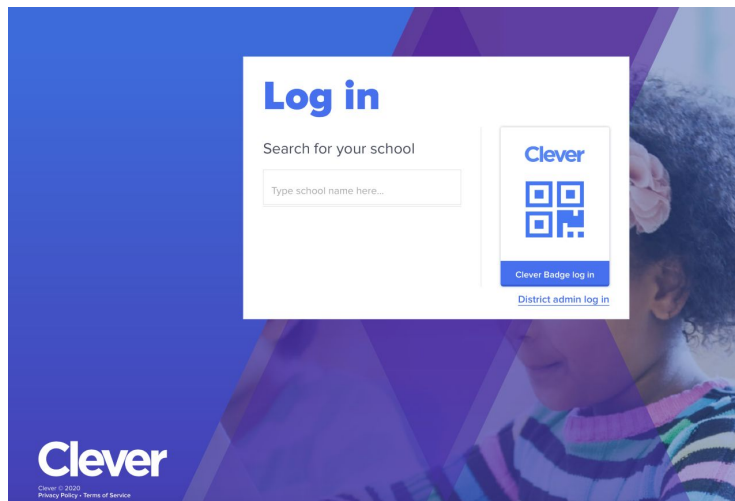 Log in
Search for your school
Type school name here...
Clever
Clever Badge log in
District admin log in
Clever
Clever © 2020
Privacy Policy • Terms of Service